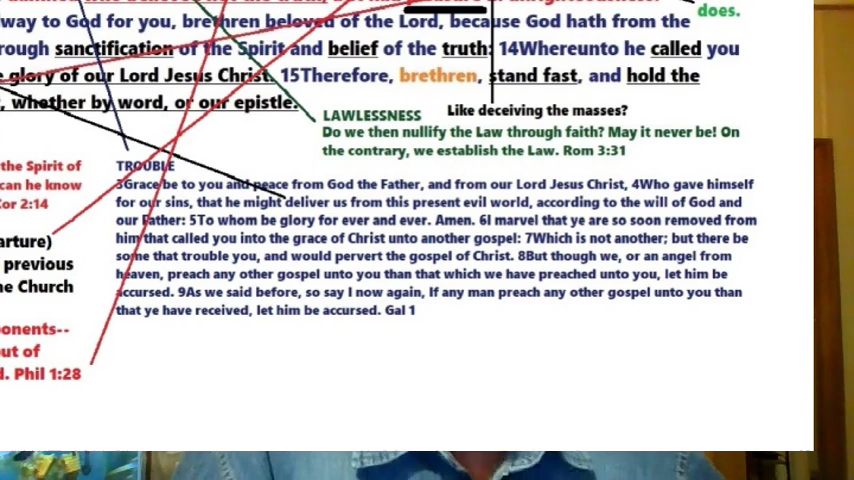 does.
way to God for you, brethren beloved of the Lord, because God hath from the
rough sanctification of the Spirit and belief of the truth: 14Whereunto he called you
e glory of our Lord Jesus Christ. 15Therefore, brethren, stand fast, and hold the
, whether by word, or our epistle.
Like deceiving the masses?
LAWLESSNESS
Do we then nullify the Law through faith? May it never be! On
the contrary, we establish the Law. Rom 3:31
the Spirit of
can he know
Cor 2:14
arture)
previous
he Church
onents--
out of
d. Phil 1:28
TROUBLE
3Grace be to you and peace from God the Father, and from our Lord Jesus Christ, 4Who gave himself
for our sins, that he might deliver us from this present evil world, according to the will of God and
our Father: 5To whom be glory for ever and ever. Amen. 6I marvel that ye are so soon removed from
him that called you into the grace of Christ unto another gospel: 7Which is not another; but there be
some that trouble you, and would pervert the gospel of Christ. 8But though we, or an angel from
heaven, preach any other gospel unto you than that which we have preached unto you, let him be
accursed. 9As we said before, so say I now again, If any man preach any other gospel unto you than
that ye have received, let him be accursed. Gal 1